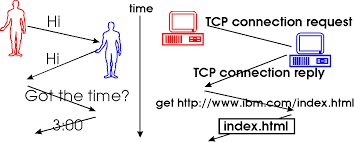 Hi
Hi
Got the time?
3:00
time
TCP connection request
TCP connection reply
get http://www.ibm.com/index.html
index.html